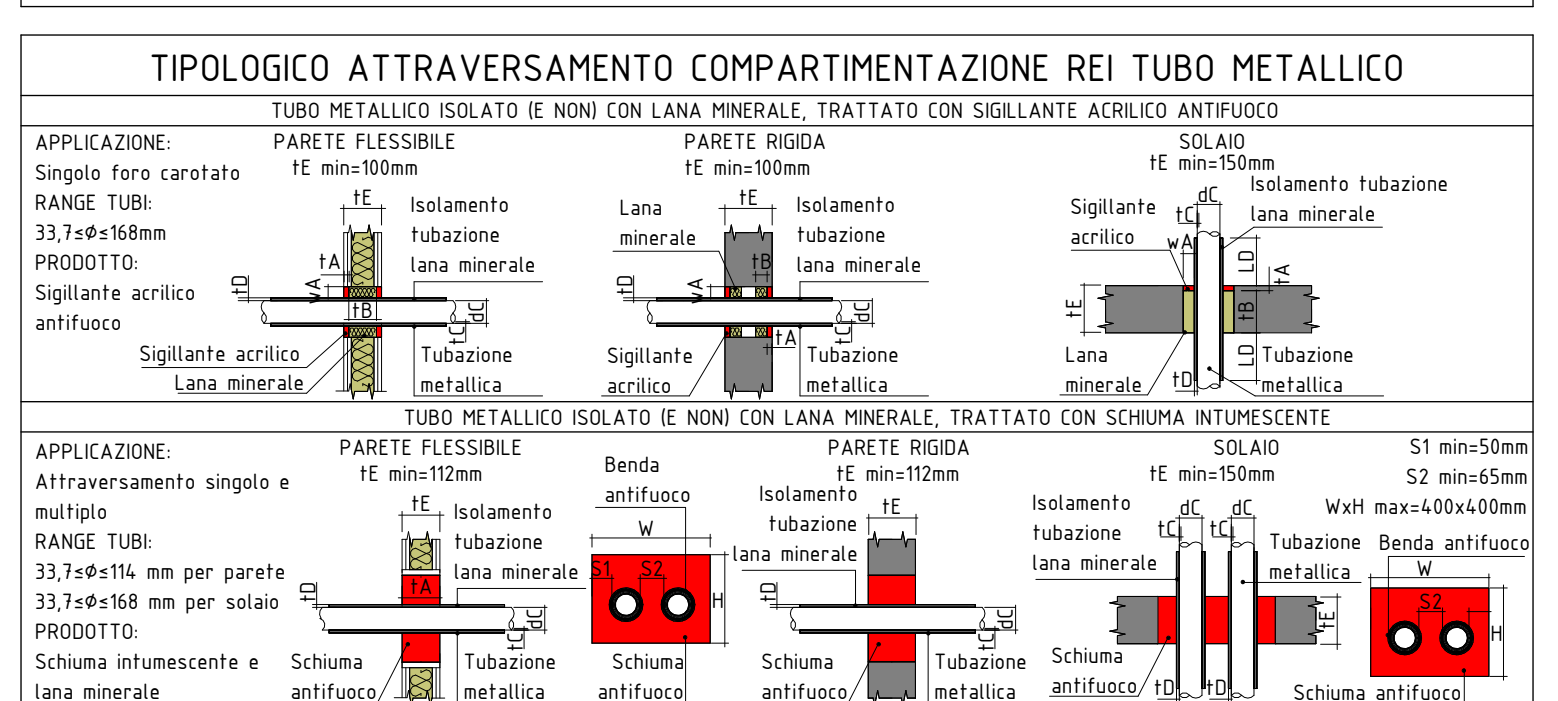 TIPOLOGICO ATTRAVERSAMENTO COMPARTIMENTAZIONE REI TUBO METALLICO
TUBO METALLICO ISOLATO (E NON) CON LANA MINERALE, TRATTATO CON SIGILLANTE ACRILICO ANTIFUOCO
APPLICAZIONE:
Singolo foro carotato
RANGE TUBI:
33,7≤Ø≤168mm
PRODOTTO:
Sigillante acrilico
antifuoco
PARETE FLESSIBILE
tE min=100mm
tE
Isolamento
tubazione
lana minerale
tA
tD
wA
tB
dC
tC
Sigillante acrilico
Lana minerale
Tubazione
metallica
PARETE RIGIDA
tE min=100mm
Lana
minerale
tE
Isolamento
tubazione
lana minerale
tB
tD
wA
dC
tC
tA
Sigillante
acrilico
Tubazione
metallica
SOLAIO
tE min=150mm
Isolamento tubazione
lana minerale
Sigillante
acrilico
dC
tC
wA
LD
tA
tE
tB
LD
Lana
minerale
tD
Tubazione
metallica
TUBO METALLICO ISOLATO (E NON) CON LANA MINERALE, TRATTATO CON SCHIUMA INTUMESCENTE
APPLICAZIONE:
Attraversamento singolo e
multiplo
RANGE TUBI:
33,7≤Ø≤114 mm per parete
33,7≤Ø≤168 mm per solaio
PRODOTTO:
Schiuma intumescente e
lana minerale
PARETE FLESSIBILE
tE min=112mm
tE
Isolamento
tubazione
lana minerale
tA
tD
dC
tC
Schiuma
antifuoco
Tubazione
metallica
Benda
antifuoco
W
S1
S2
H
Schiuma
antifuoco
PARETE RIGIDA
tE min=112mm
Isolamento
tubazione
lana minerale
tE
tD
dC
tC
Schiuma
antifuoco
Tubazione
metallica
SOLAIO
tE min=150mm
Isolamento
tubazione
lana minerale
dC
dC
tC
tC
Tubazione
metallica
tE
Schiuma
antifuoco
tD
tD
S1 min=50mm
S2 min=65mm
WxH max=400x400mm
Benda antifuoco
W
S2
H
Schiuma antifuoco